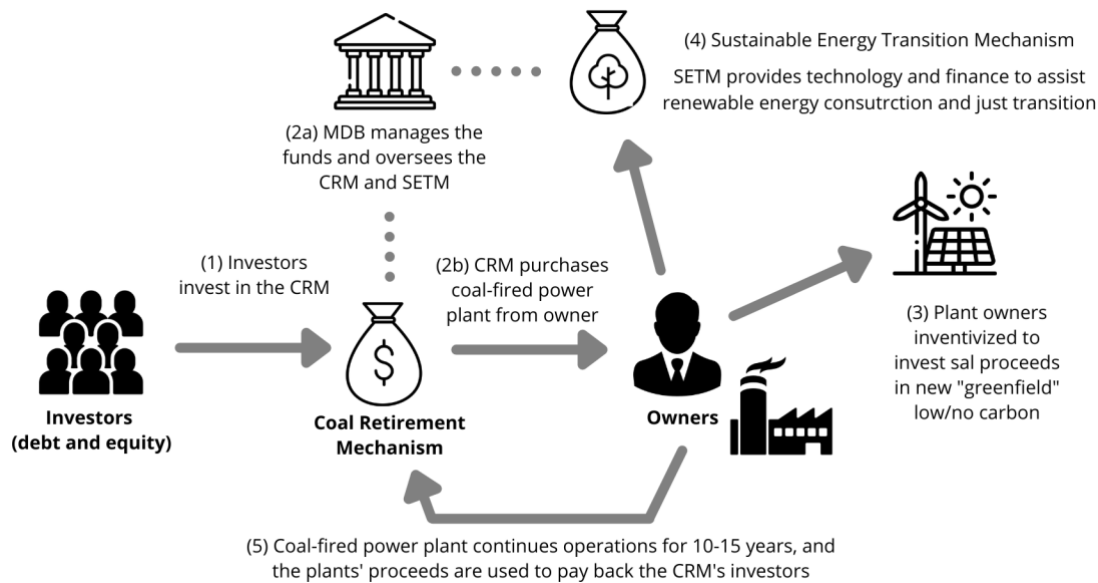 (4) Sustainable Energy Transition Mechanism
SETM provides technology and finance to assist
renewable energy consutrction and just transition
(2a) MDB manages the
funds and oversees the
CRM and SETM
(1) Investors
invest in the CRM
(2b) CRM purchases
coal-fired power
plant from owner
(3) Plant owners
inventivized to
invest sal proceeds
in new "greenfield"
low/no carbon
$
Investors
(debt and equity)
Coal Retirement
Mechanism
Owners
(5) Coal-fired power plant continues operations for 10-15 years, and
the plants' proceeds are used to pay back the CRM's investors